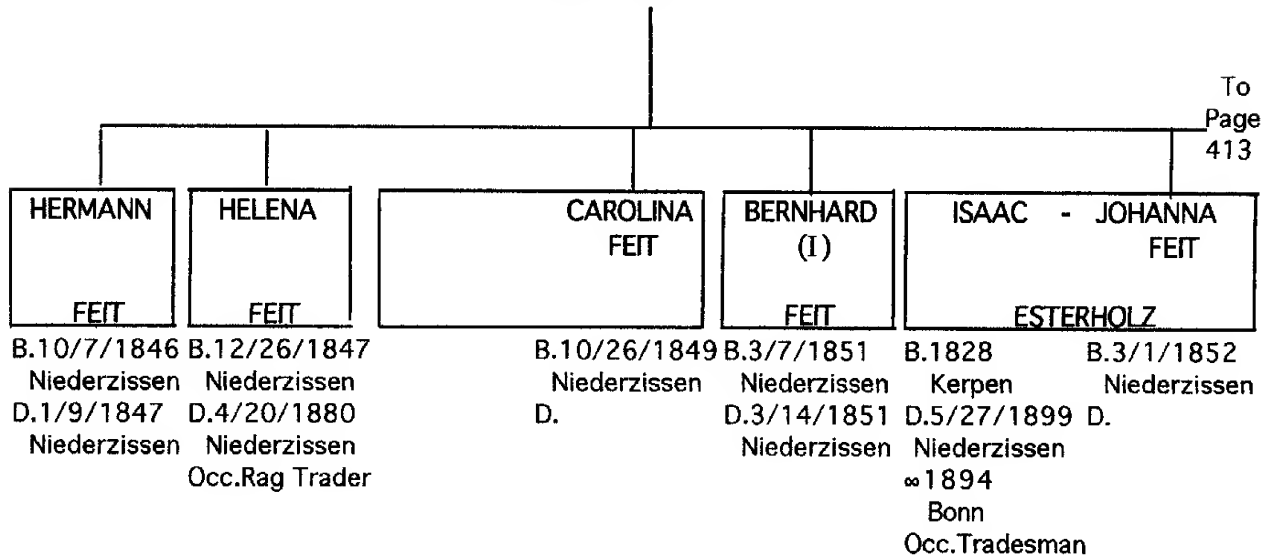 To
Page
413
HERMANN
FEIT
B.10/7/1846
Niederzissen
D.1/9/1847
Niederzissen
HELENA
FEIT
B.12/26/1847
Niederzissen
D.4/20/1880
Niederzissen
Occ.Rag Trader
CAROLINA
FEIT
B.10/26/1849
Niederzissen
D.
BERNHARD
(I)
FEIT
B.3/7/1851
Niederzissen
D.3/14/1851
Niederzissen
ISAAC - JOHANNA
FEIT
ESTERHOLZ
B.1828
Kerpen
D.5/27/1899
Niederzissen
∞1894
Bonn
Occ.Tradesman
B.3/1/1852
Niederzissen
D.